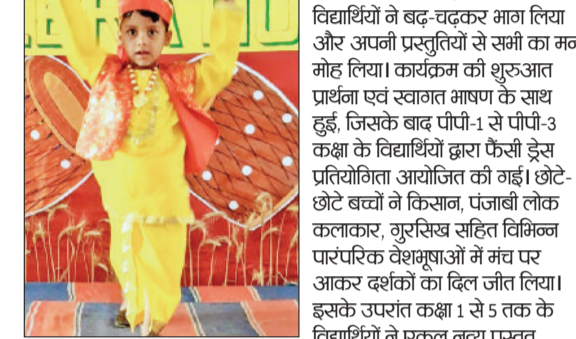 विद्यार्थियों ने बढ़-चढ़कर भाग लिया
और अपनी प्रस्तुतियों से सभी का मन
मोह लिया। कार्यक्रम की शुरुआत
प्रार्थना एवं स्वागत भाषण के साथ
हुई, जिसके बाद पीपी-1 से पीपी-3
कक्षा के विद्यार्थियों द्वारा फैंसी ड्रेस
प्रतियोगिता आयोजित की गई। छोटे-
छोटे बच्चों ने किसान, पंजाबी लोक
कलाकार, गुरसिख सहित विभिन्न
पारंपरिक वेशभूषाओं में मंच पर
आकर दर्शकों का दिल जीत लिया।
इसके उपरांत कक्षा 1 से 5 तक के
विद्यार्थियों ने एकल नृत्य प्रस्तुत